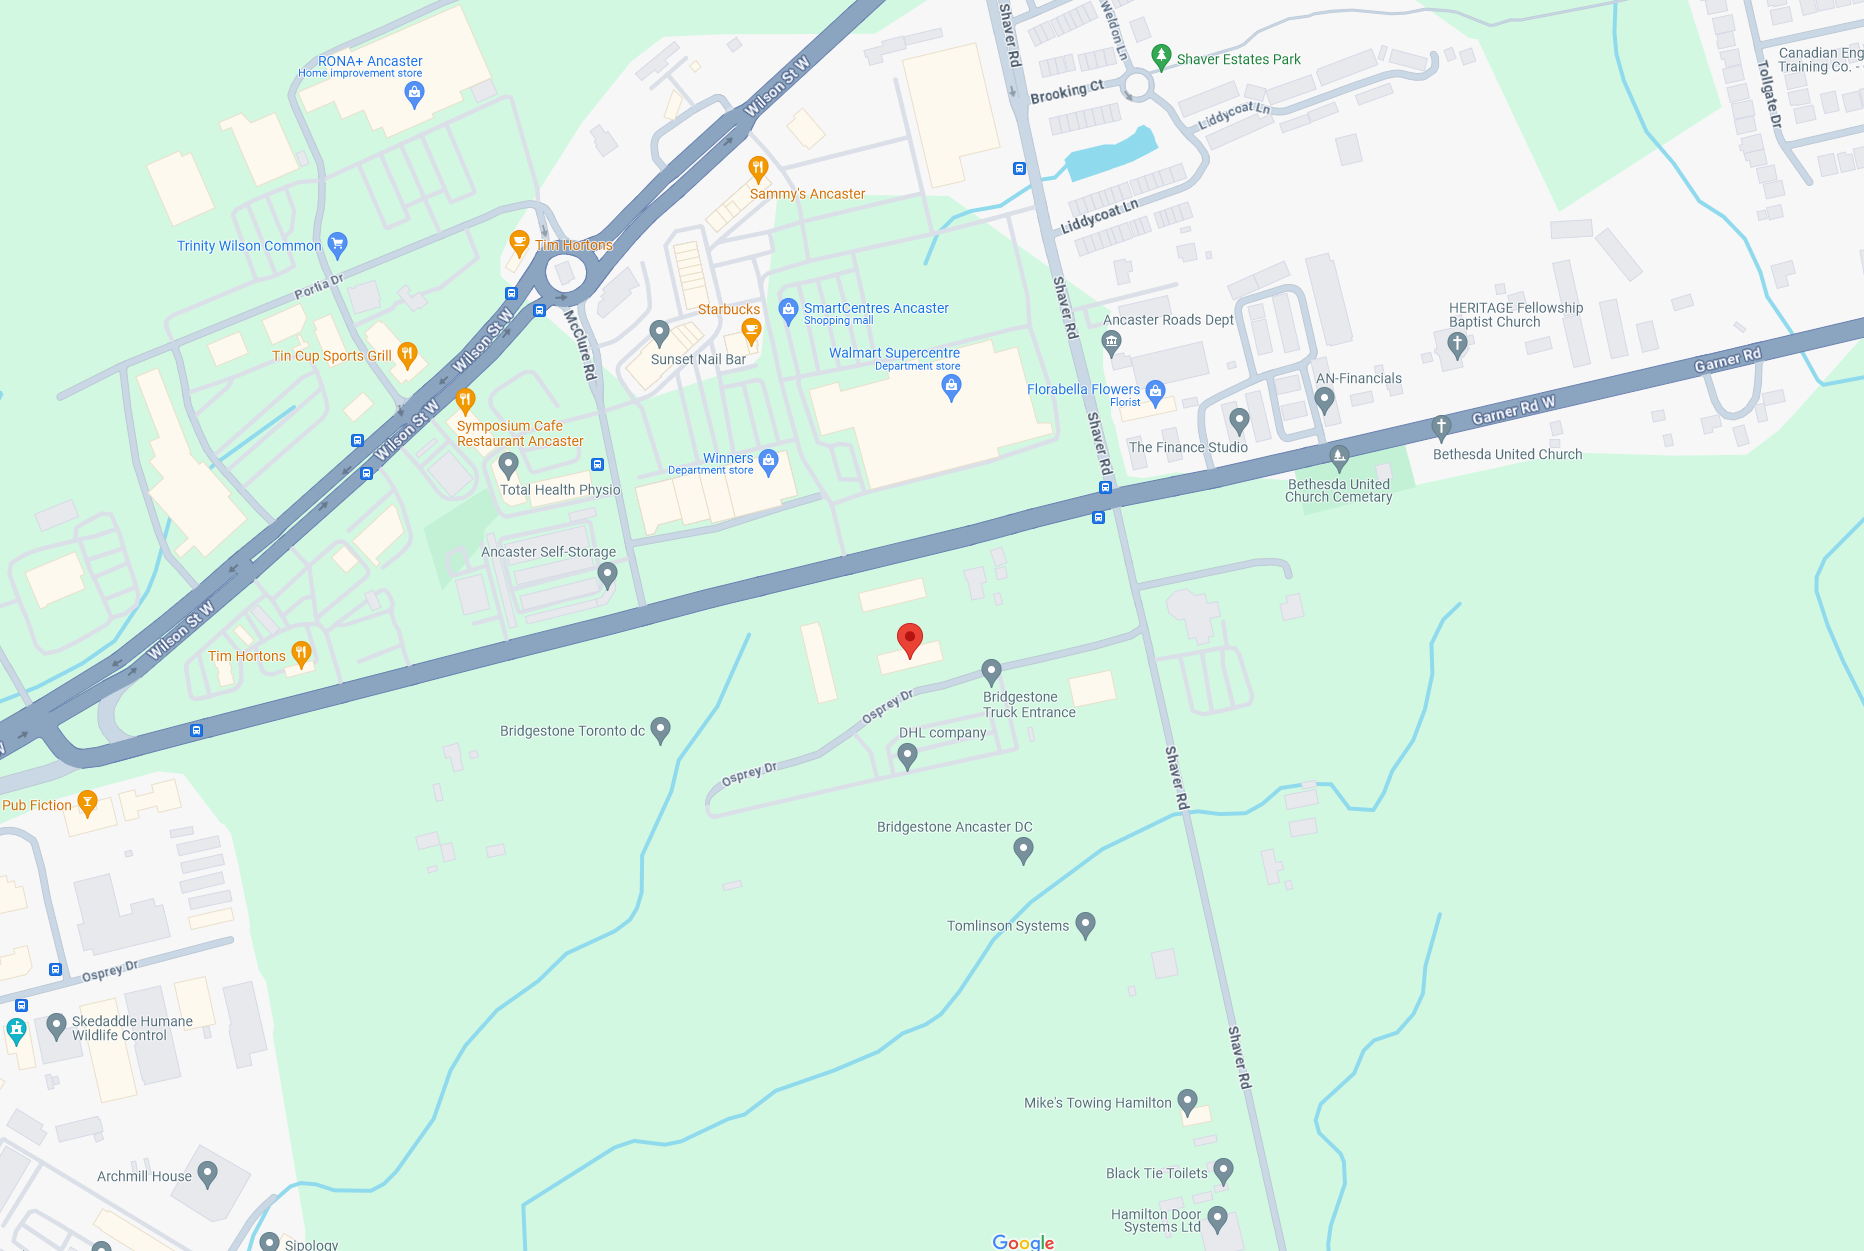 Shaver Rd
Weldon Ln
Canadian Eng
Training Co. -
RONA+ Ancaster
Home improvement store
Wilson St W
Shaver Estates Park
Brooking Ct
Liddycoat Ln
Tollgate Dr
Sammy's Ancaster
Liddycoat Ln
Trinity Wilson Common
Tim Hortons
Portia Dr
Starbucks
SmartCentres Ancaster
Shopping mall
Shaver Rd
Ancaster Roads Dept
HERITAGE Fellowship
Baptist Church
Wilson St W
McClure Rd
Tin Cup Sports Grill
Sunset Nail Bar
Walmart Supercentre
Department store
Garner Rd
AN-Financials
Florabella Flowers
Florist
Garner Rd W
Wilson St W
Symposium Cafe
Restaurant Ancaster
Shaver Rd
The Finance Studio
Bethesda United Church
Winners
Department store
Total Health Physio
Bethesda United
Church Cemetary
Ancaster Self-Storage
Wilson St W
Tim Hortons
Osprey Dr
Bridgestone
Truck Entrance
Bridgestone Toronto dc
DHL company
W
Osprey Dr
Shaver Rd
Pub Fiction
Bridgestone Ancaster DC
Tomlinson Systems
Osprey Dr
Skedaddle Humane
Wildlife Control
Shaver Rd
Mike's Towing Hamilton
Archmill House
Black Tie Toilets
Hamilton Door
Systems Ltd
Sipology
Google